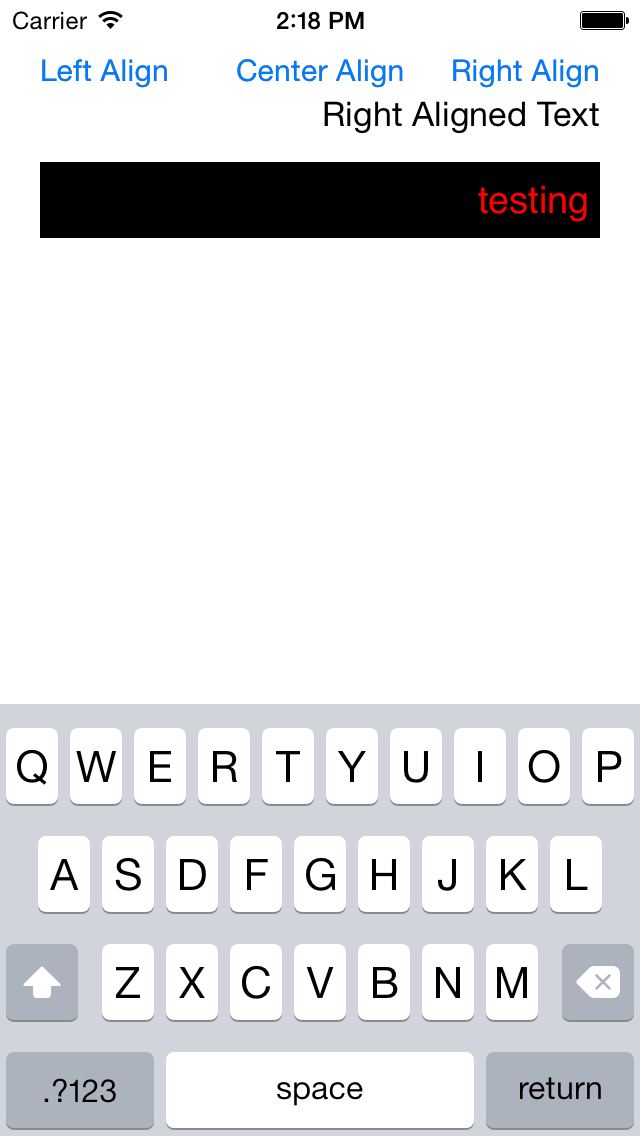 Carrier 2:18 PM
Left Align Center Align Right Align
Right Aligned Text
testing
Q W E R T Y U I O P
A S D F G H J K L
Z X C V B N M
.?123 space return